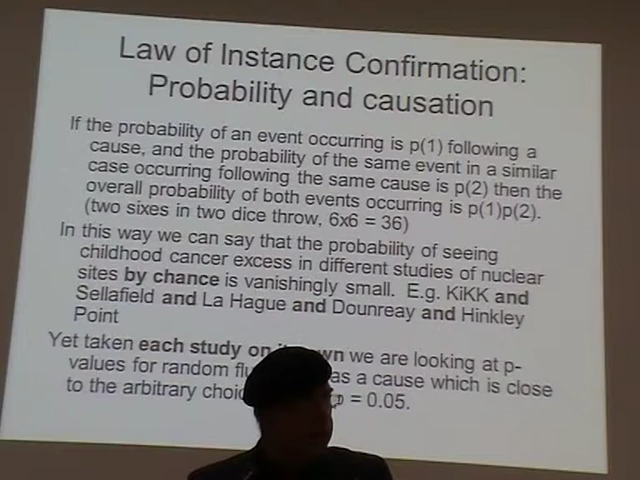 Law of Instance Confirmation:
Probability and causation
If the probability of an event occurring is p(1) following a
cause, and the probability of the same event in a similar
case occurring following the same cause is p(2) then the
overall probability of both events occurring is p(1)p(2).
(two sixes in two dice throw, 6x6 = 36)
In this way we can say that the probability of seeing
childhood cancer excess in different studies of nuclear
sites by chance is vanishingly small. E.g. KiKK and
Sellafield and La Hague and Dounreay and Hinkley
Point
Yet taken each study on we are looking at p-
values for random as a cause which is close
to the arbitrary = 0.05.